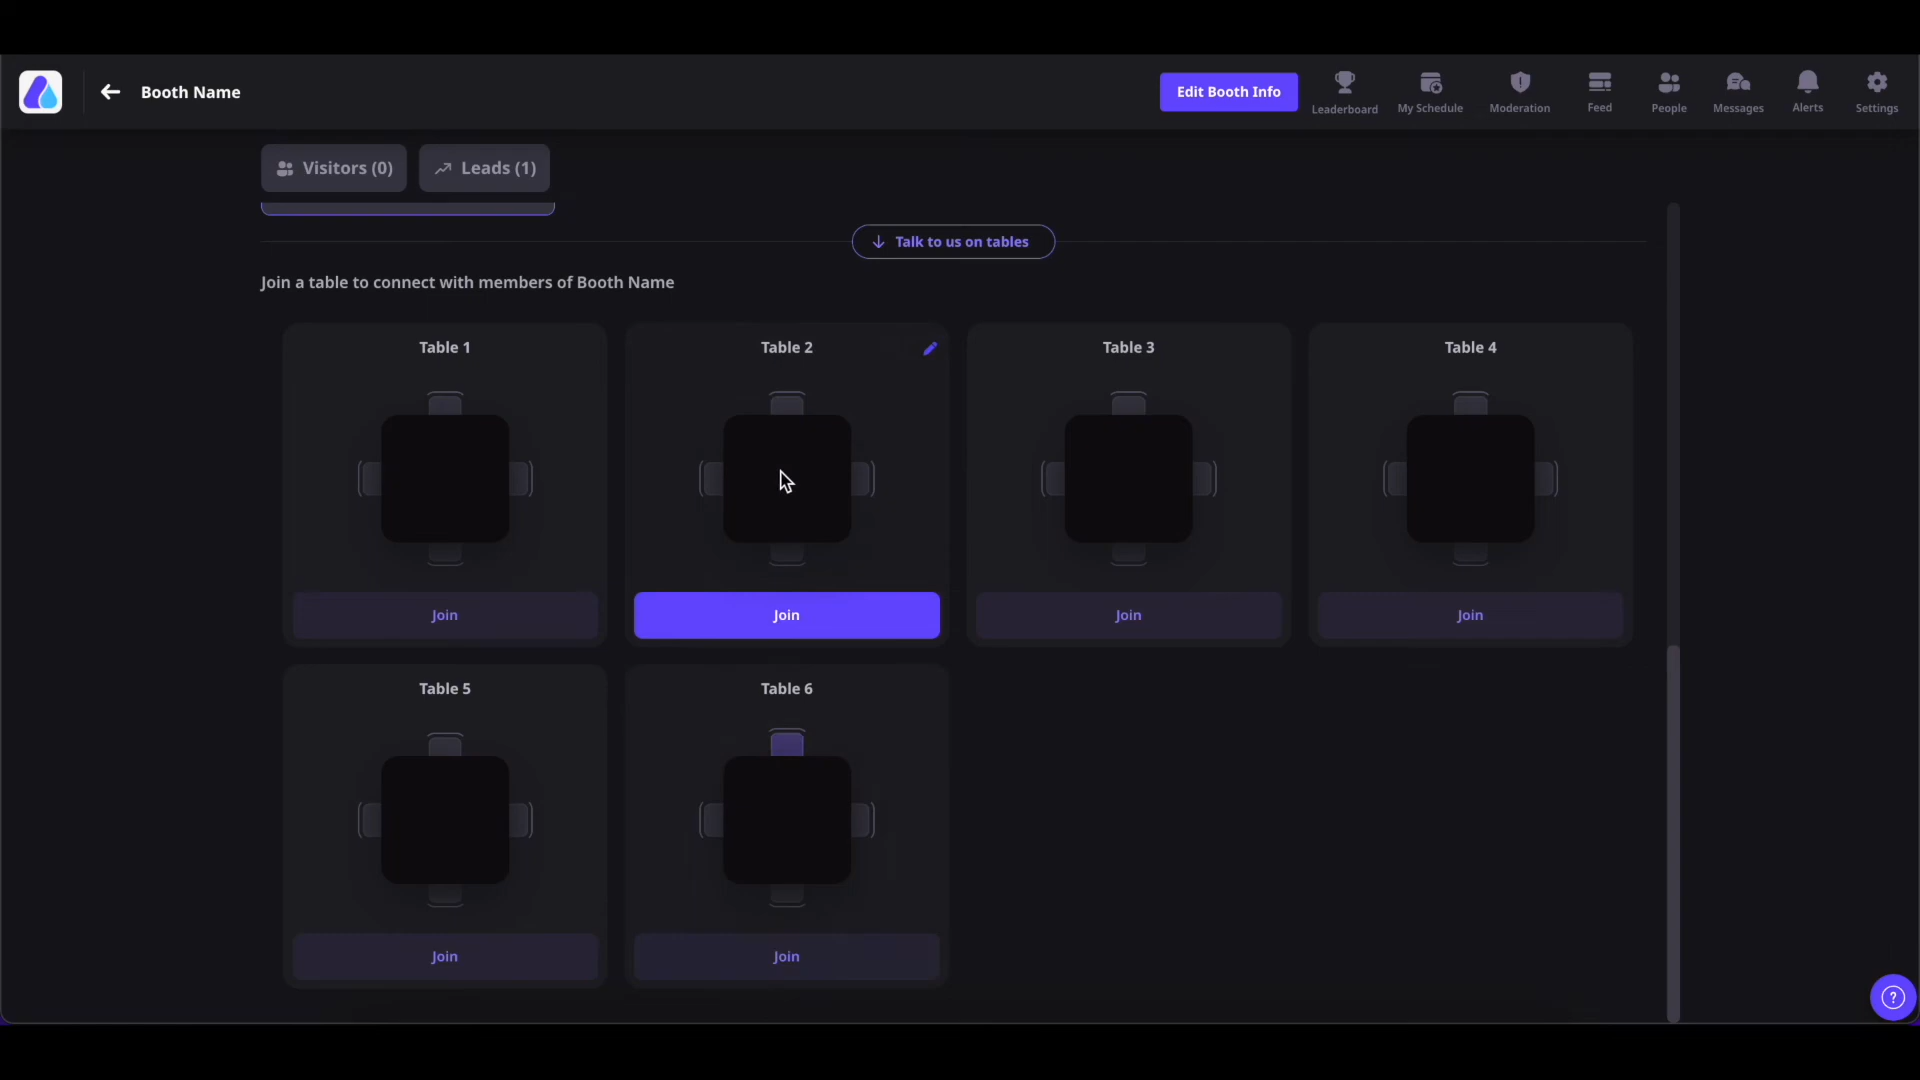 Booth Name
Edit Booth Info
Leaderboard
My Schedule
Moderation
Feed
People
Messages
Alerts
Settings
Visitors (0)
Leads (1)
Talk to us on tables
Join a table to connect with members of Booth Name
Table 1
Table 2
Table 3
Table 4
Join
Join
Join
Join
Table 5
Table 6
Join
Join